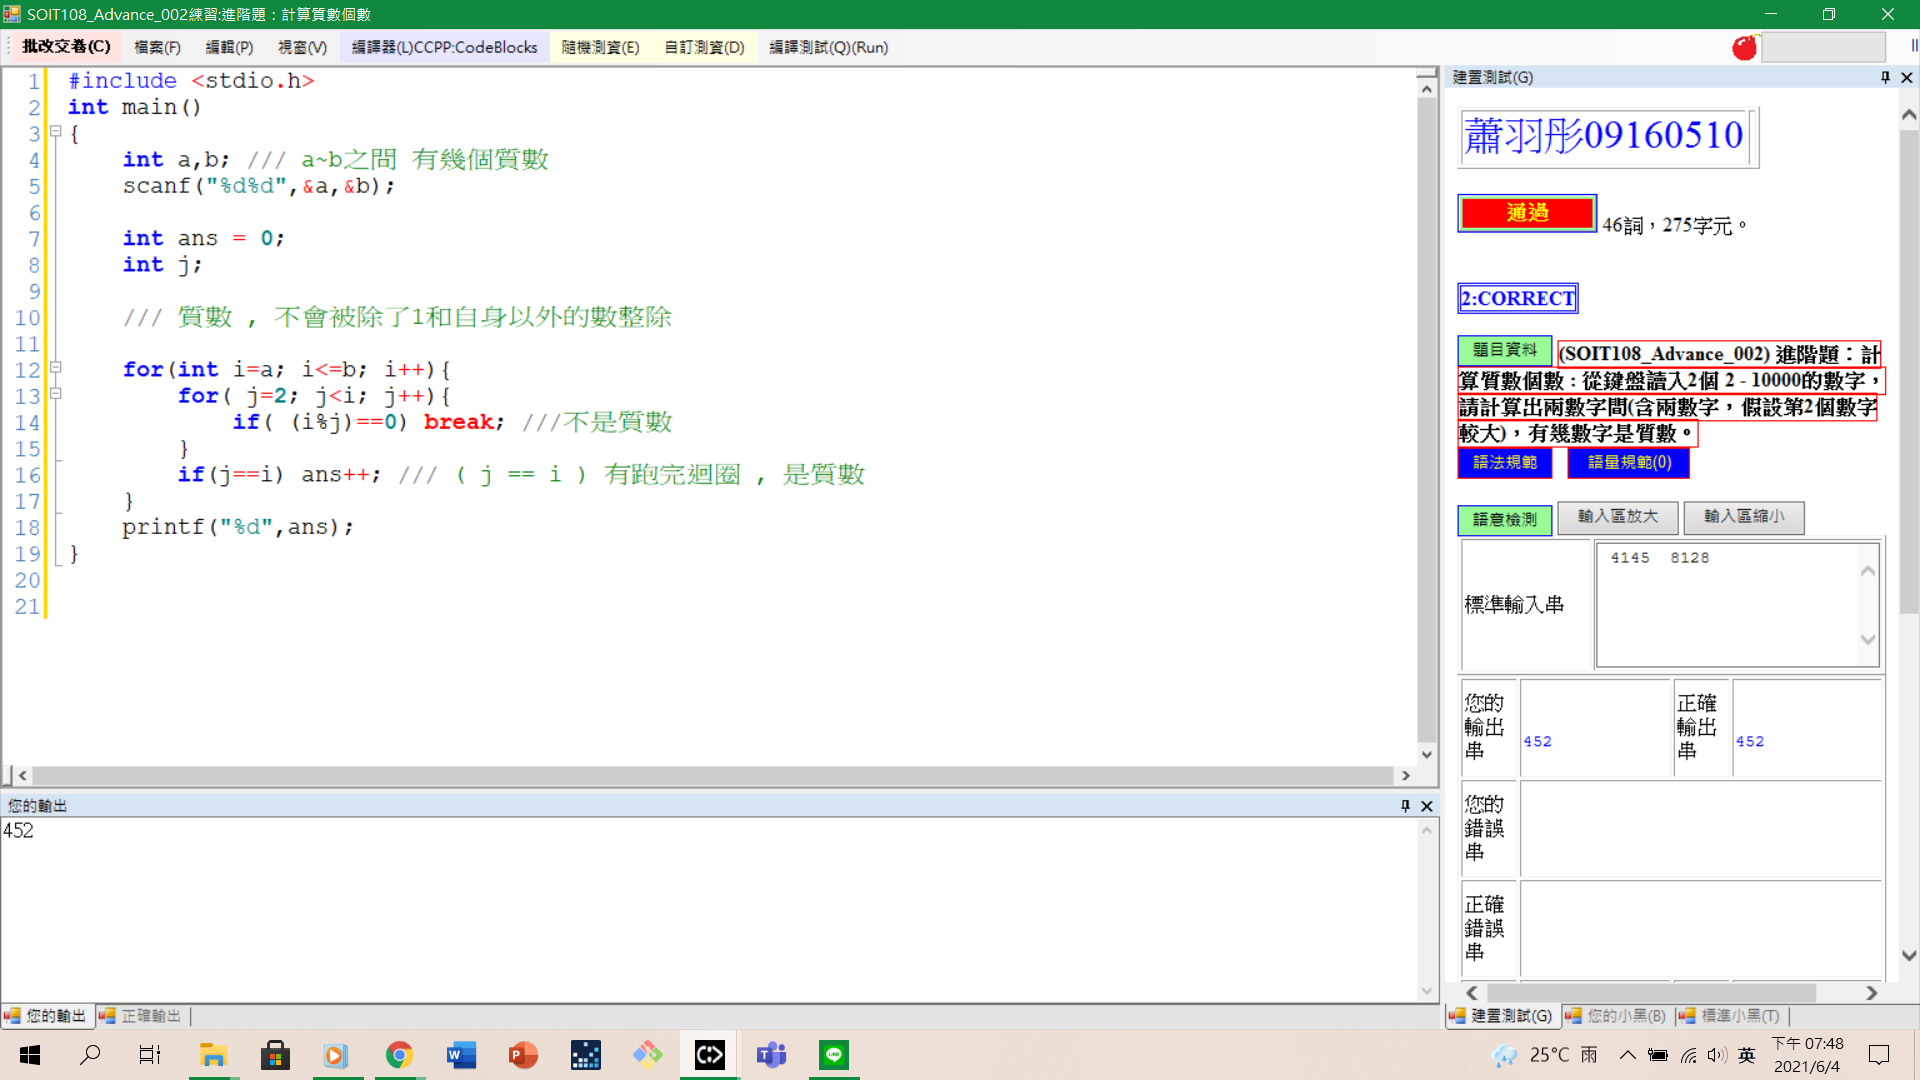 SOIT108_Advance_002練習:進階題：計算質數個數
批改交卷(C) 檔案(F) 編輯(P) 視窗(V) 編譯器(L)CCPP:CodeBlocks 隨機測資(E) 自訂測資(D) 編譯測試(Q)(Run)
1 #include <stdio.h>
2 int main()
3 {
4 int a,b; /// a~b之間 有幾個質數
5 scanf("%d%d",&a,&b);
6
7 int ans = 0;
8 int j;
9
10 /// 質數 , 不會被除了1和自身以外的數整除
11
12 for(int i=a; i<=b; i++){
13 for( j=2; j<i; j++){
14 if( (i%j)==0) break; ///不是質數
15 }
16 if(j==i) ans++; /// ( j == i ) 有跑完迴圈 , 是質數
17 }
18 printf("%d",ans);
19 }
20
21
您的輸出
452
您的輸出 正確輸出
建置測試(G)
蕭羽彤09160510
通過 46詞，275字元。
2:CORRECT
題目資料 (SOIT108_Advance_002) 進階題：計
算質數個數：從鍵盤讀入2個 2 - 10000的數字，
請計算出兩數字間(含兩數字，假設第2個數字
較大)，有幾數字是質數。
語法規範 語量規範(0)
語意檢測 輸入區放大 輸入區縮小
標準輸入串 4145 8128
您的輸出串 452 正確輸出串 452
您的錯誤串
正確錯誤串
建置測試(G) 您的小黑(B) 標準小黑(T)
25°C 雨 英 下午 07:48
2021/6/4